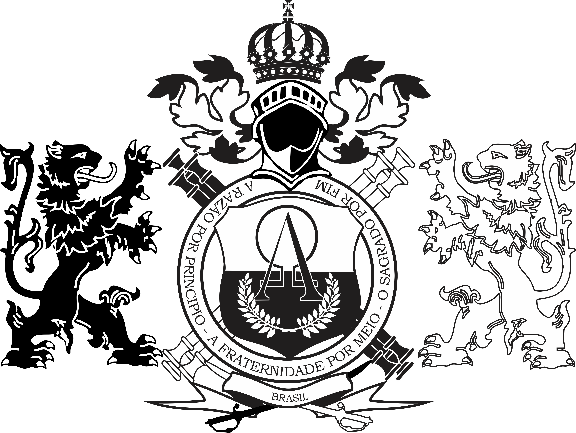 A RAZÃO POR PRINCÍPIO - A FRATERNIDADE POR MEIO - O SAGRADO POR FIM
A
BRASIL